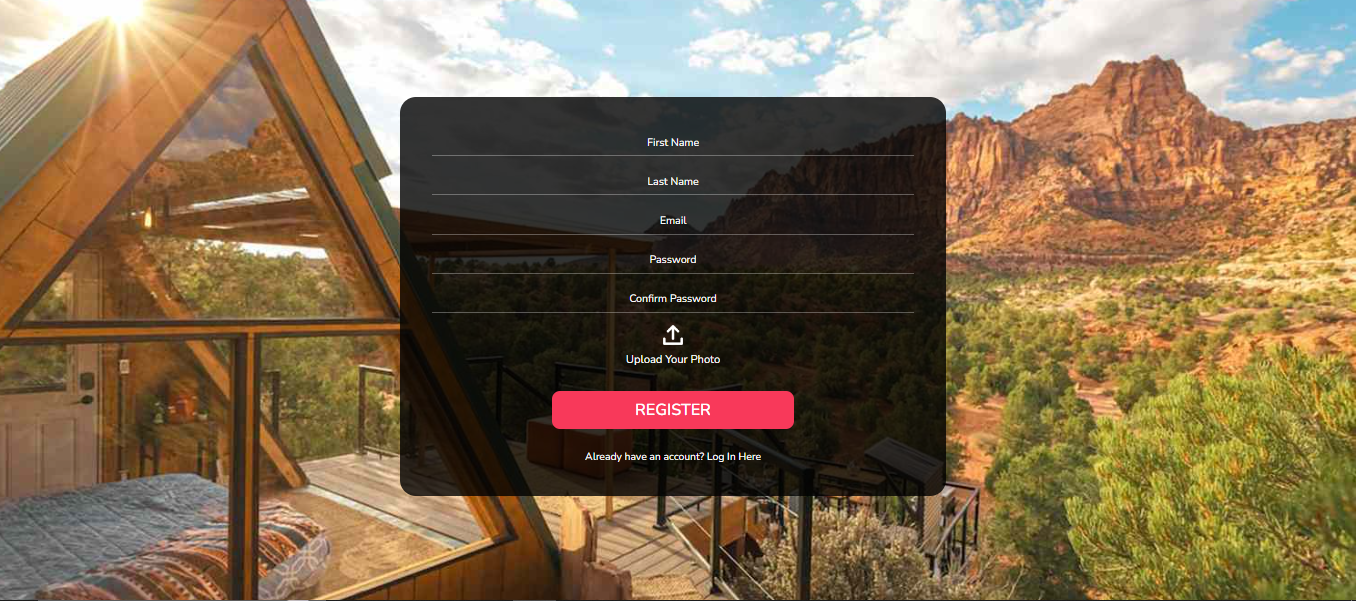 First Name
Last Name
Email
Password
Confirm Password
Upload Your Photo
REGISTER
Already have an account? Log In Here